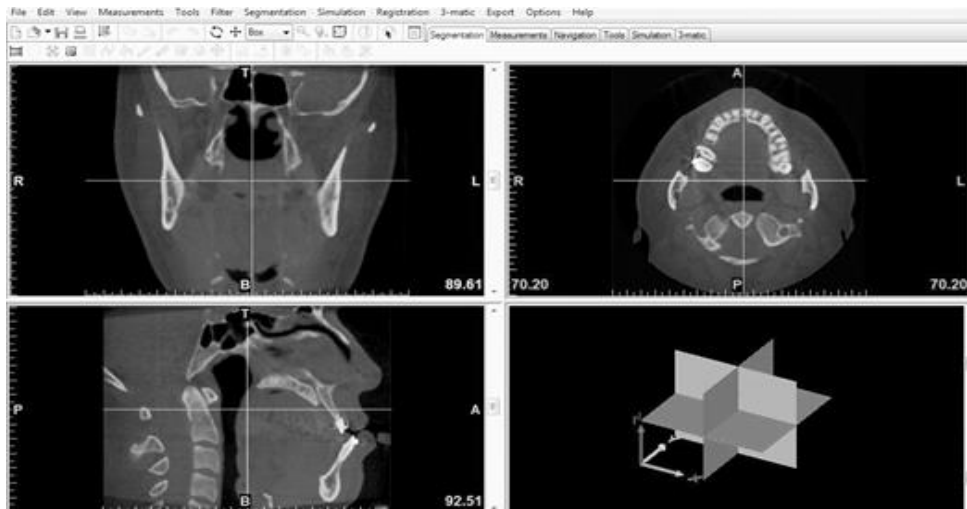 File Edit View Measurements Tools Filter Segmentation Simulation Registration 3-matic Export Options Help
Box Segmentation Measurements Navigation Tools Simulation 3-matic
T A
R L R L
B 89.61 70.20 P 70.20
T
P A
B 92.51